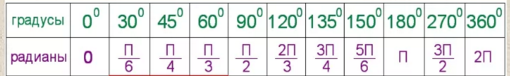 градусы 0⁰ 30⁰ 45⁰ 60⁰ 90⁰ 120⁰ 135⁰ 150⁰ 180⁰ 270⁰ 360⁰
радианы 0 П/6 П/4 П/3 П/2 2П/3 3П/4 5П/6 П 3П/2 2П